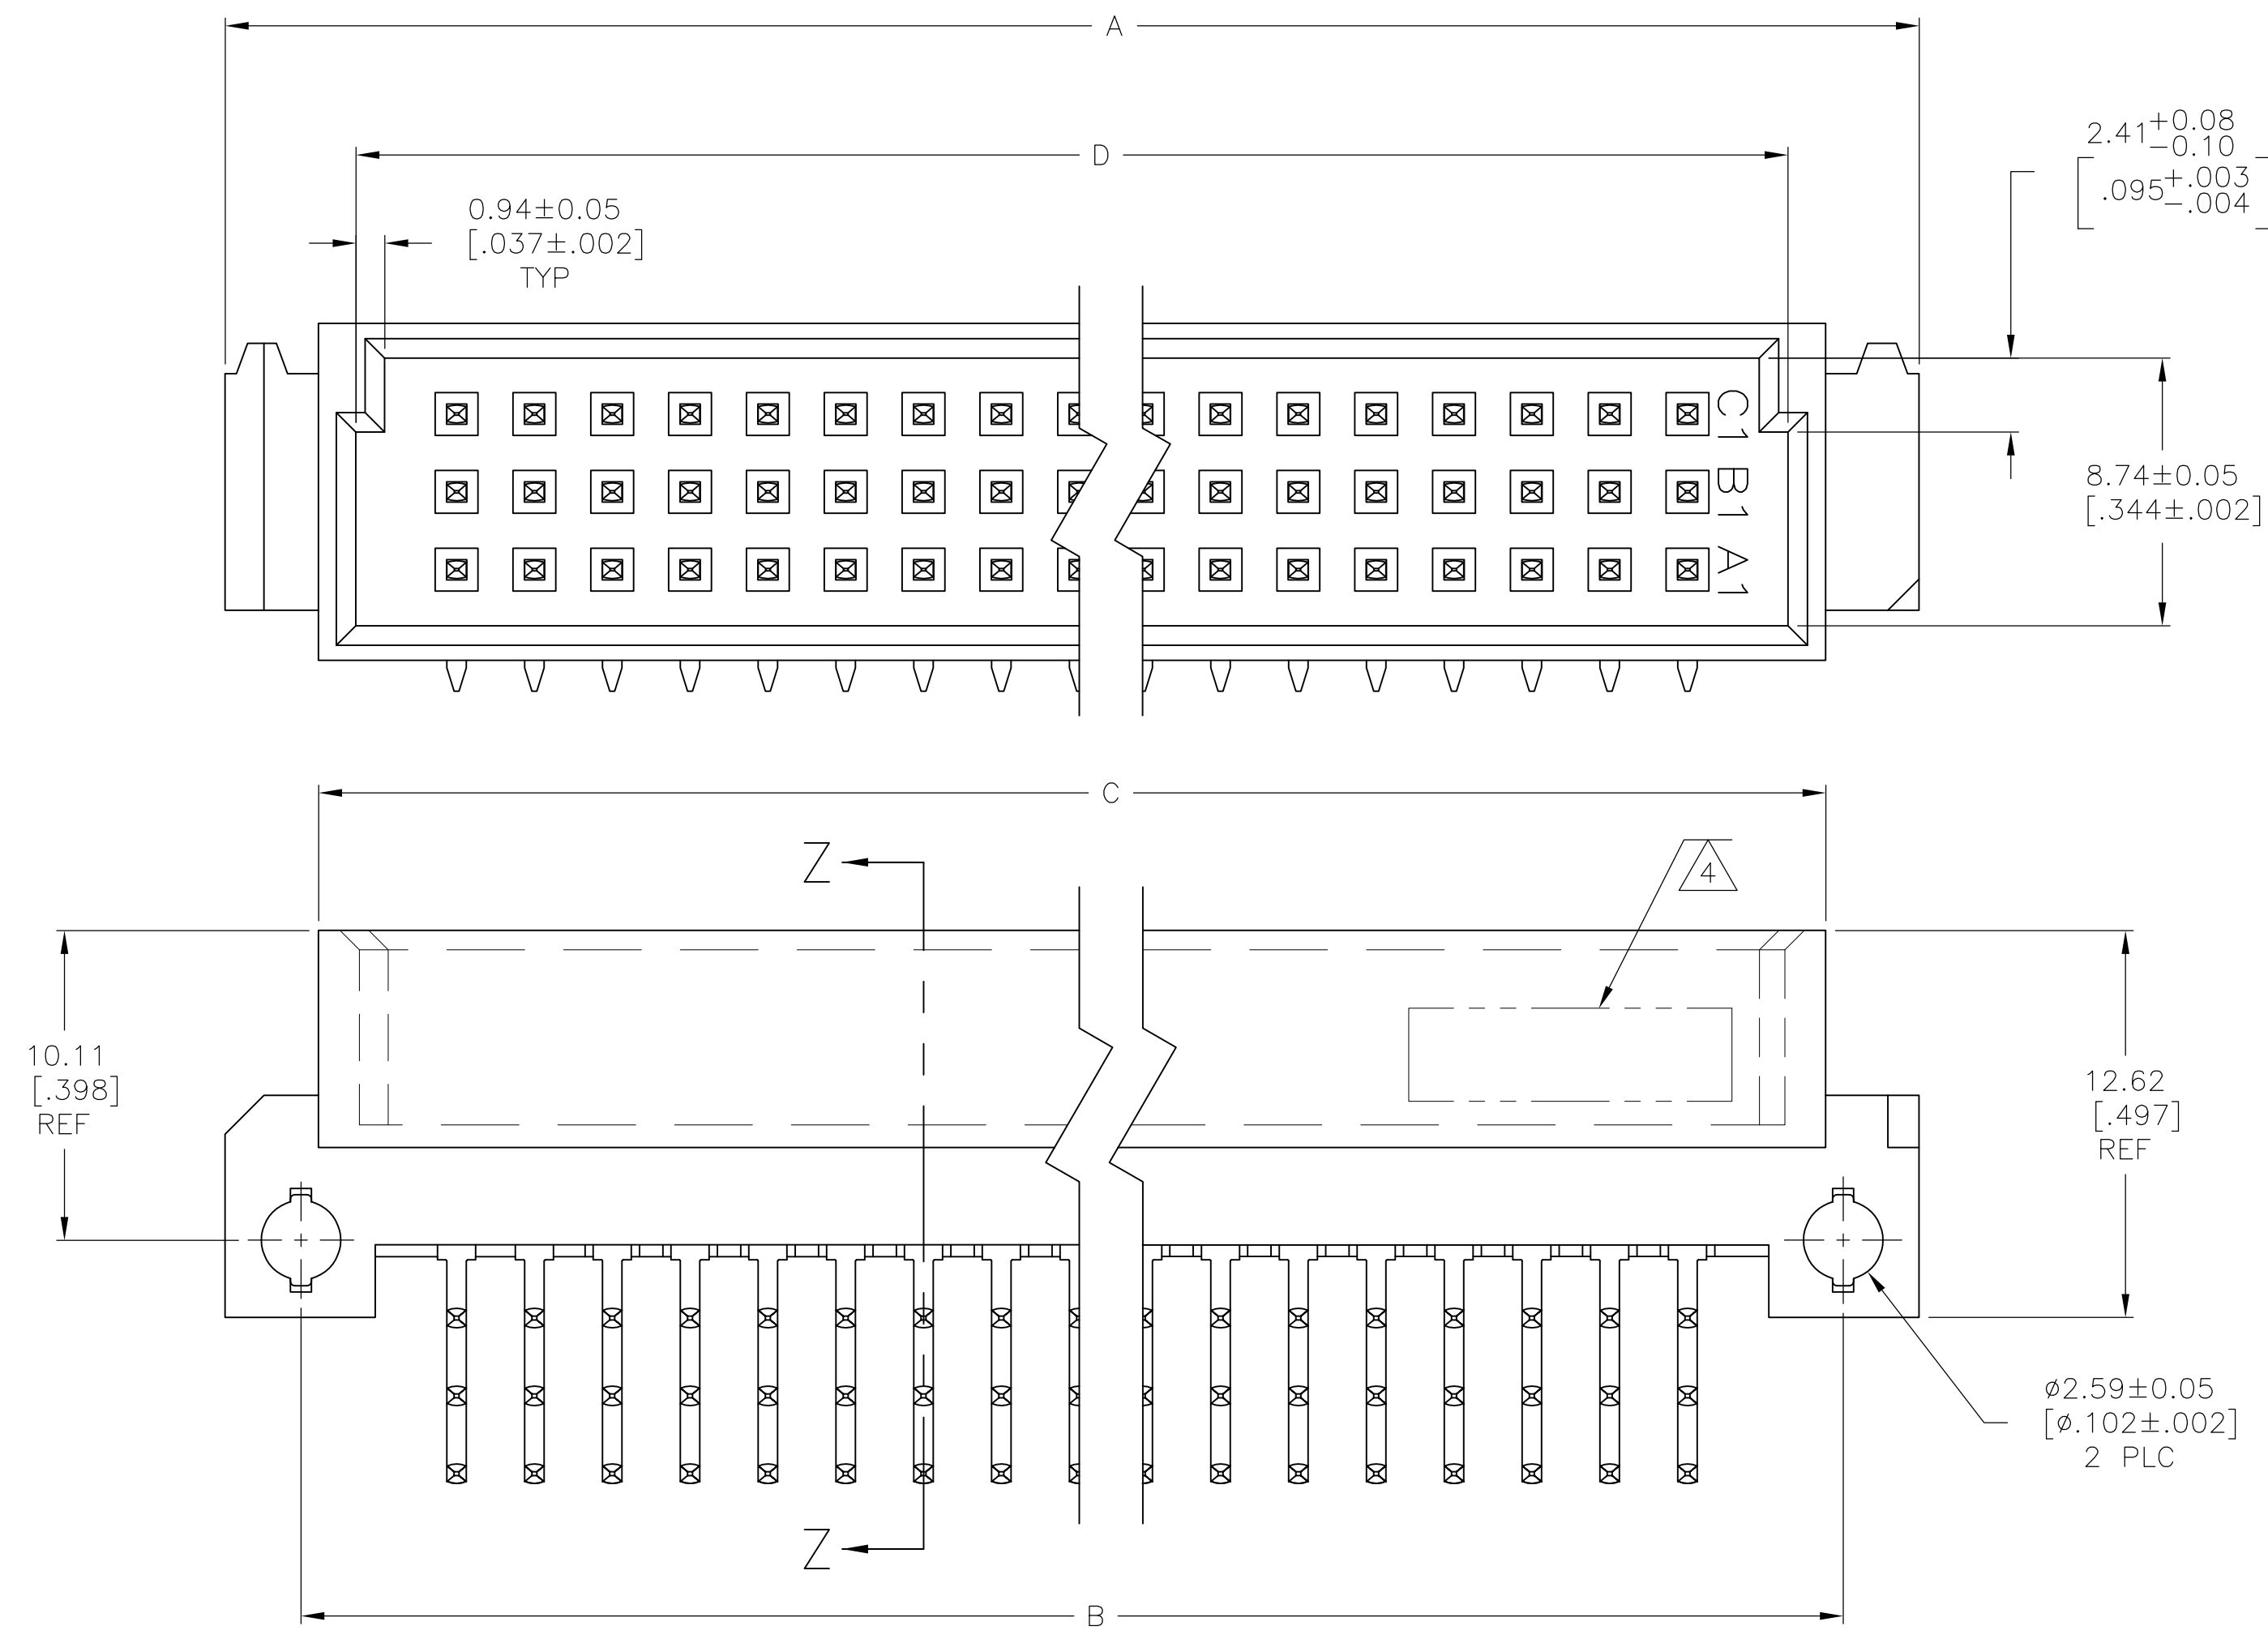 A
D
2.41+0.08
-0.10
[.095+.003
-.004]
0.94±0.05
[.037±.002]
TYP
C1
B1
A1
8.74±0.05
[.344±.002]
C
Z
4
10.11
[.398]
REF
12.62
[.497]
REF
ø2.59±0.05
[ø.102±.002]
2 PLC
Z
B